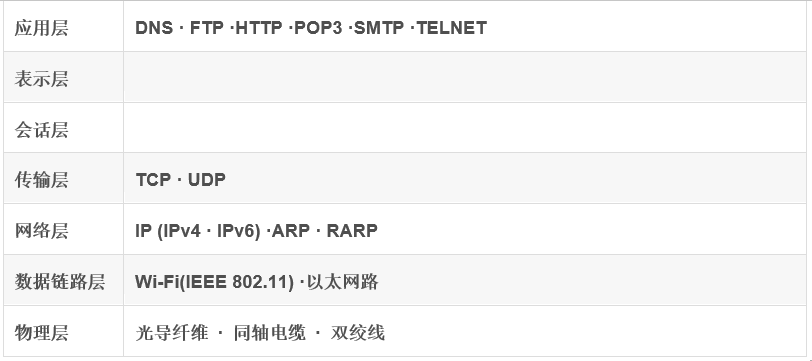 应用层 DNS · FTP ·HTTP ·POP3 ·SMTP ·TELNET
表示层
会话层
传输层 TCP · UDP
网络层 IP (IPv4 · IPv6) ·ARP · RARP
数据链路层 Wi-Fi(IEEE 802.11) ·以太网路
物理层 光导纤维 · 同轴电缆 · 双绞线